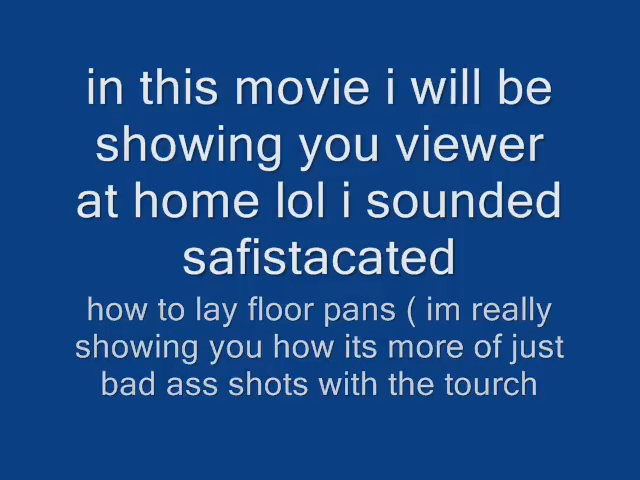 in this movie i will be
showing you viewer
at home lol i sounded
safistacated
how to lay floor pans ( im really
showing you how its more of just
bad ass shots with the tourch